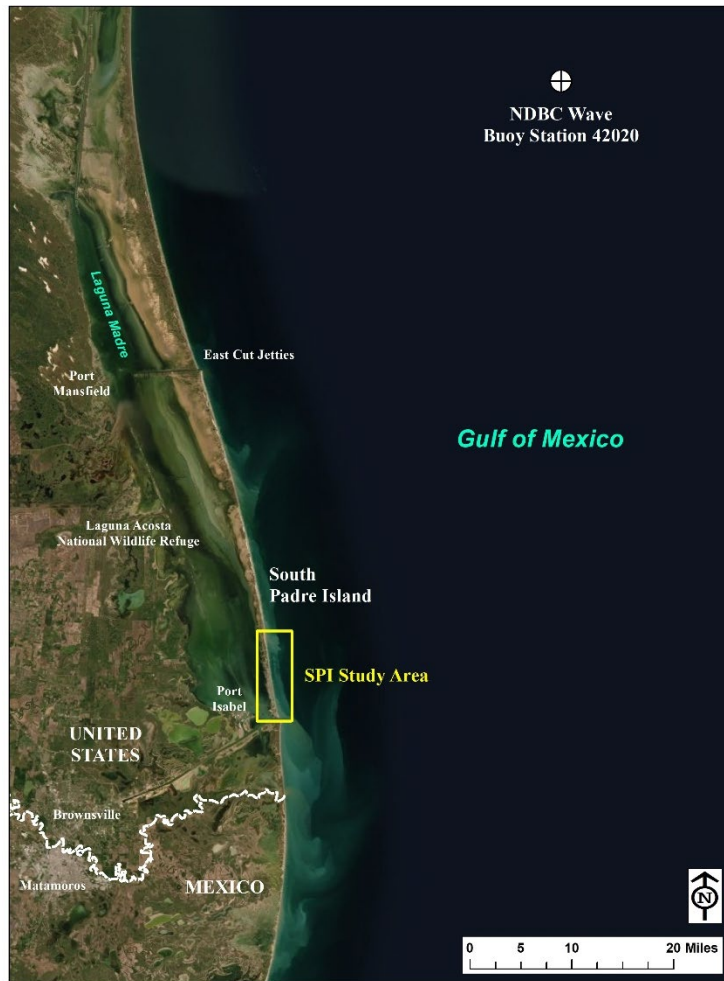 NDBC Wave
Buoy Station 42020
Laguna Madre
East Cut Jetties
Port
Mansfield
Gulf of Mexico
Laguna Acosta
National Wildlife Refuge
South
Padre Island
SPI Study Area
Port
Isabel
UNITED
STATES
Brownsville
Matamoros
MEXICO
N
0 5 10 20 Miles